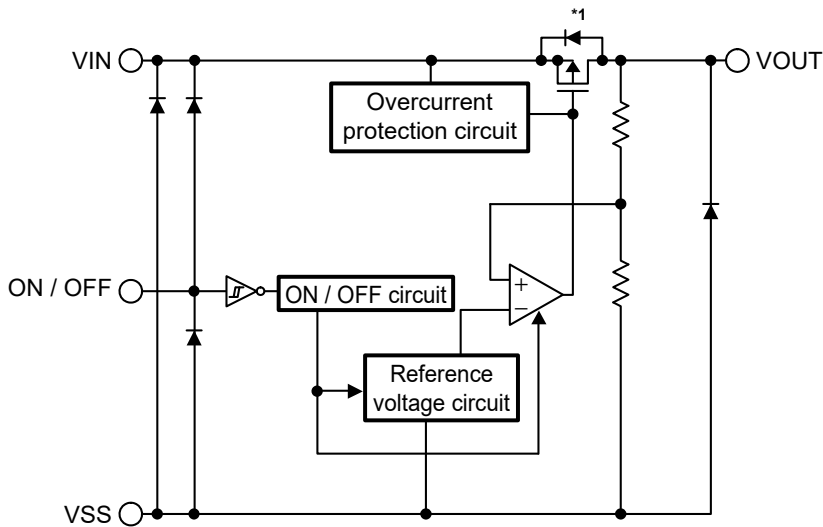 *1
VIN
VOUT
Overcurrent
protection circuit
ON / OFF
ON / OFF circuit
+
−
Reference
voltage circuit
VSS